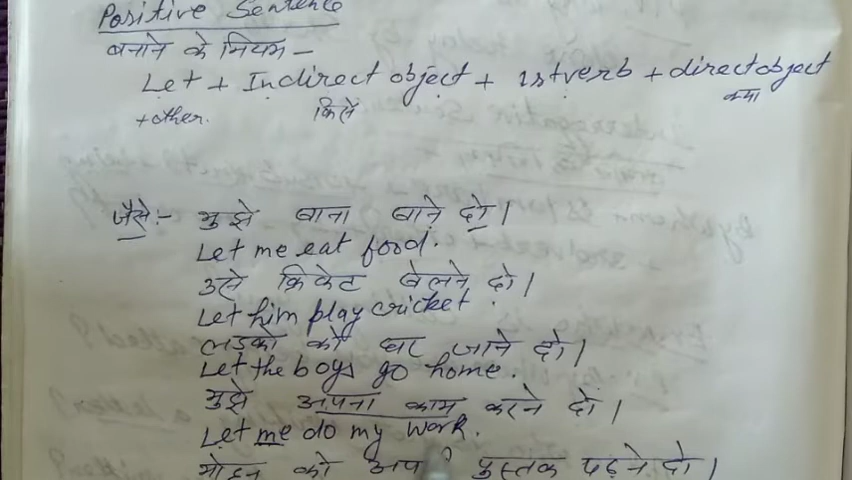 Positive Sentence
बनाने के नियम –
Let + Indirect object + 1st verb + direct object
+ other. किसे क्या
जैसे :- मुझे खाना खाने दो।
Let me eat food.
उसे क्रिकेट खेलने दो।
Let him play cricket.
लड़को को घर जाने दो।
Let the boys go home.
मुझे अपना काम करने दो।
Let me do my work.
मोहन को पुस्तक पढ़ने दो।